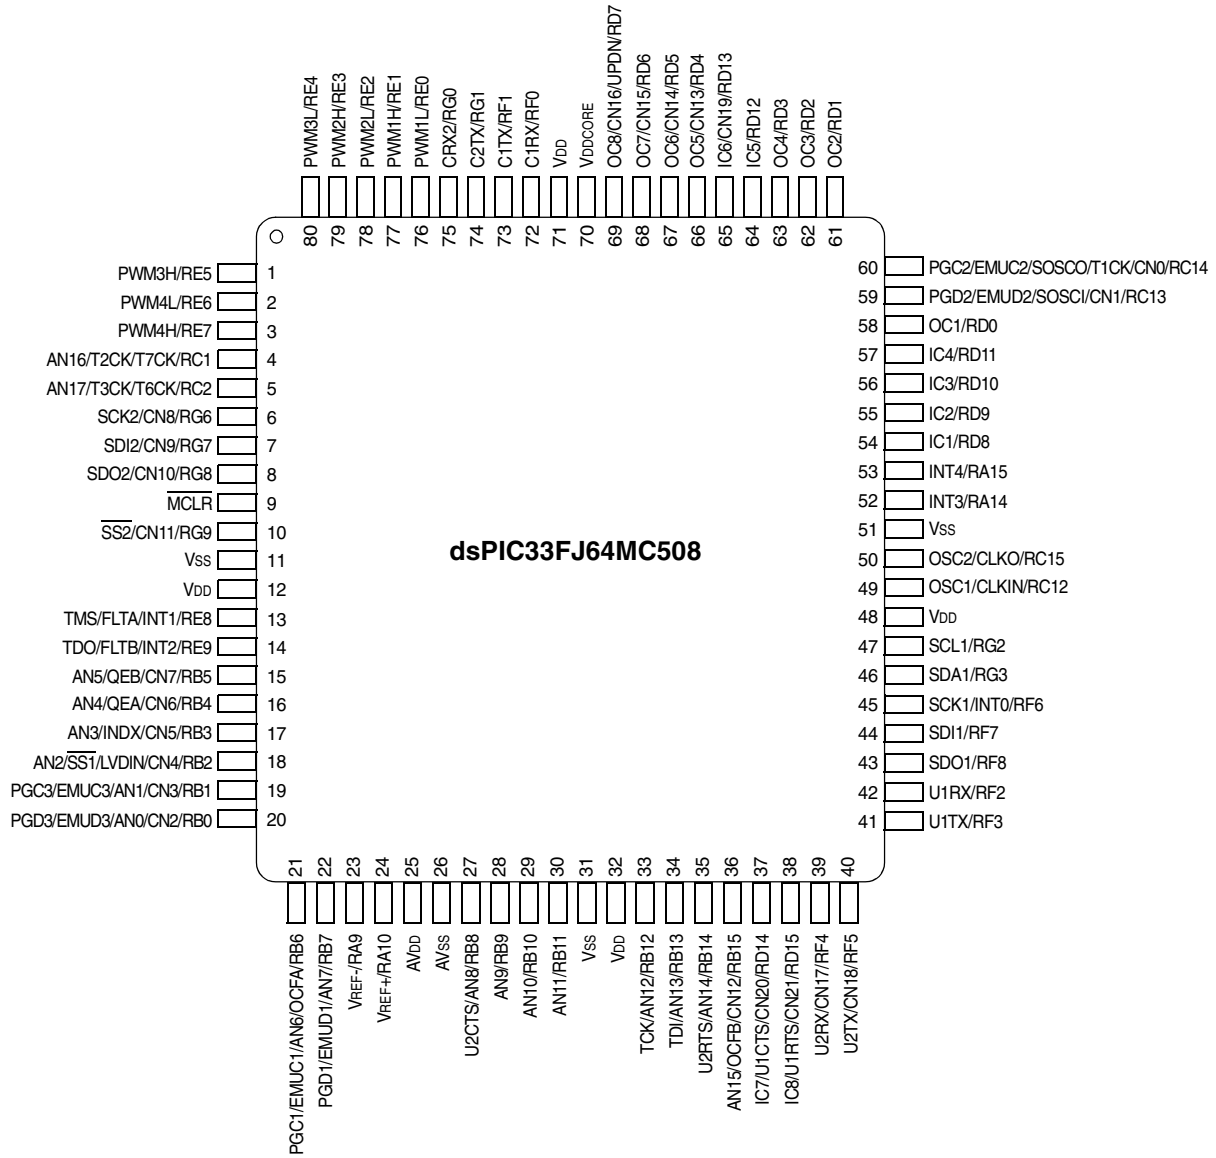 PWM3L/RE4
PWM2H/RE3
PWM2L/RE2
PWM1H/RE1
PWM1L/RE0
CRX2/RG0
C2TX/RG1
C1TX/RF1
C1RX/RF0
VDD
VDDCORE
OC8/CN16/UPDN/RD7
OC7/CN15/RD6
OC6/CN14/RD5
OC5/CN13/RD4
IC6/CN19/RD13
IC5/RD12
OC4/RD3
OC3/RD2
OC2/RD1
80
79
78
77
76
75
74
73
72
71
70
69
68
67
66
65
64
63
62
61
PWM3H/RE5 1
PWM4L/RE6 2
PWM4H/RE7 3
AN16/T2CK/T7CK/RC1 4
AN17/T3CK/T6CK/RC2 5
SCK2/CN8/RG6 6
SDI2/CN9/RG7 7
SDO2/CN10/RG8 8
MCLR 9
SS2/CN11/RG9 10
VSS 11
VDD 12
TMS/FLTA/INT1/RE8 13
TDO/FLTB/INT2/RE9 14
AN5/QEB/CN7/RB5 15
AN4/QEA/CN6/RB4 16
AN3/INDX/CN5/RB3 17
AN2/SS1/LVDIN/CN4/RB2 18
PGC3/EMUC3/AN1/CN3/RB1 19
PGD3/EMUD3/AN0/CN2/RB0 20
dsPIC33FJ64MC508
60 PGC2/EMUC2/SOSCO/T1CK/CN0/RC14
59 PGD2/EMUD2/SOSCI/CN1/RC13
58 OC1/RD0
57 IC4/RD11
56 IC3/RD10
55 IC2/RD9
54 IC1/RD8
53 INT4/RA15
52 INT3/RA14
51 VSS
50 OSC2/CLKO/RC15
49 OSC1/CLKIN/RC12
48 VDD
47 SCL1/RG2
46 SDA1/RG3
45 SCK1/INT0/RF6
44 SDI1/RF7
43 SDO1/RF8
42 U1RX/RF2
41 U1TX/RF3
21
22
23
24
25
26
27
28
29
30
31
32
33
34
35
36
37
38
39
40
PGC1/EMUC1/AN6/OCFA/RB6
PGD1/EMUD1/AN7/RB7
VREF-/RA9
VREF+/RA10
AVDD
AVSS
U2CTS/AN8/RB8
AN9/RB9
AN10/RB10
AN11/RB11
VSS
VDD
TCK/AN12/RB12
TDI/AN13/RB13
U2RTS/AN14/RB14
AN15/OCFB/CN12/RB15
IC7/U1CTS/CN20/RD14
IC8/U1RTS/CN21/RD15
U2RX/CN17/RF4
U2TX/CN18/RF5